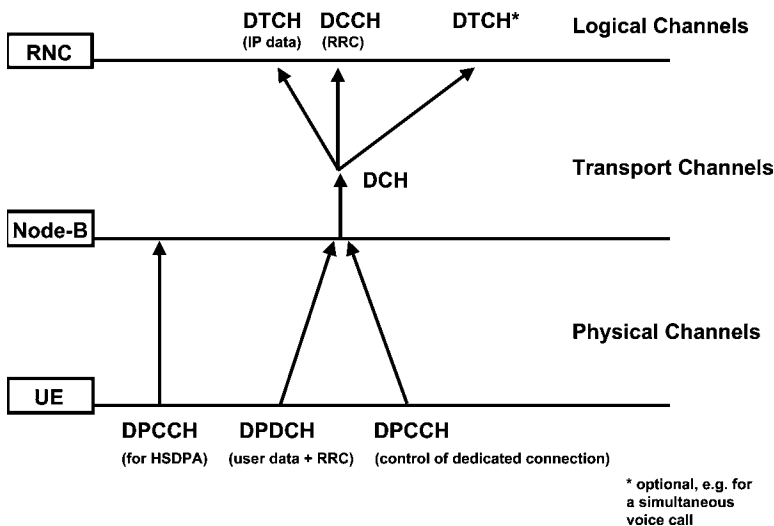 DTCH DCCH DTCH* Logical Channels
(IP data) (RRC)
RNC
Transport Channels
DCH
Node-B
Physical Channels
UE
DPCCH DPDCH DPCCH
(for HSDPA) (user data + RRC) (control of dedicated connection)
* optional, e.g. for
a simultaneous
voice call